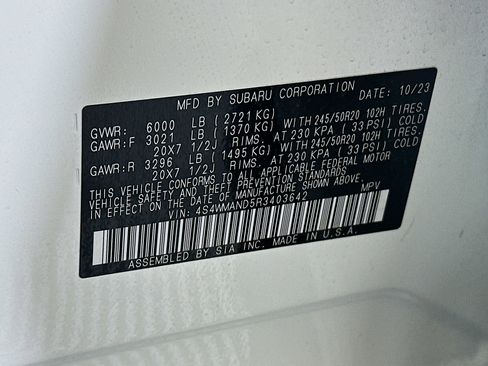 MFD BY SUBARU CORPORATION DATE: 10/23
GVWR: 6000 LB (2721 KG)
GAWR:F 3021 LB (1370 KG) WITH 245/50R20 102H TIRES.
20X7 1/2J RIMS. AT 230 KPA (33 PSI) COLD
GAWR:R 3296 LB (1495 KG) WITH 245/50R20 102H TIRES.
20X7 1/2J RIMS. AT 230 KPA (33 PSI) COLD
THIS VEHICLE CONFORMS TO ALL APPLICABLE FEDERAL MOTOR
VEHICLE SAFETY, BUMPER, AND THEFT PREVENTION STANDARDS
IN EFFECT ON THE DATE OF MANUFACTURE SHOWN ABOVE.
VIN: 4S4WMAND5R3403642 MPV
ASSEMBLED BY SIA INC. MADE IN U.S.A.